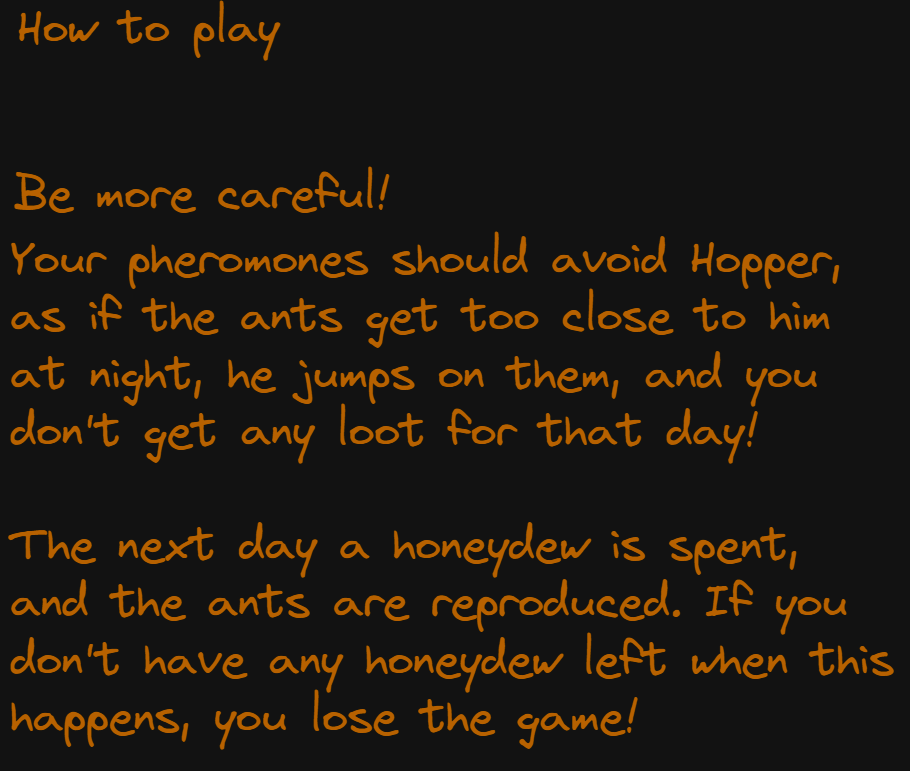 How to play
Be more careful!
Your pheromones should avoid Hopper,
as if the ants get too close to him
at night, he jumps on them, and you
don't get any loot for that day!
The next day a honeydew is spent,
and the ants are reproduced. If you
don't have any honeydew left when this
happens, you lose the game!